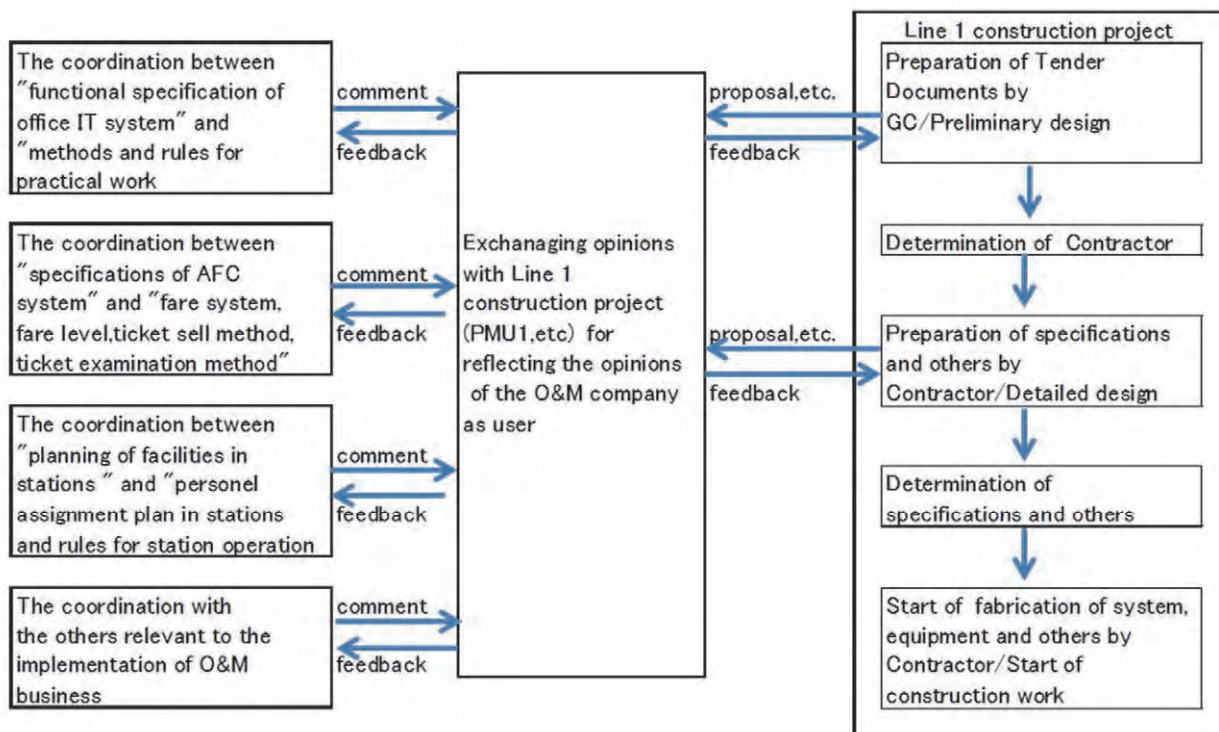 The coordination between
"functional specification of
office IT system" and
"methods and rules for
practical work
comment
feedback
The coordination between
"specifications of AFC
system" and "fare system,
fare level,ticket sell method,
ticket examination method"
comment
feedback
The coordination between
"planning of facilities in
stations " and "personel
assignment plan in stations
and rules for station operation
comment
feedback
The coordination with
the others relevant to the
implementation of O&M
business
comment
feedback
Exchanaging opinions
with Line 1
construction project
(PMU1,etc) for
reflecting the opinions
of the O&M company
as user
proposal,etc.
feedback
proposal,etc.
feedback
Line 1 construction project
Preparation of Tender
Documents by
GC/Preliminary design
Determination of Contractor
Preparation of specifications
and others by
Contractor/Detailed design
Determination of
specifications and others
Start of fabrication of system,
equipment and others by
Contractor/Start of
construction work